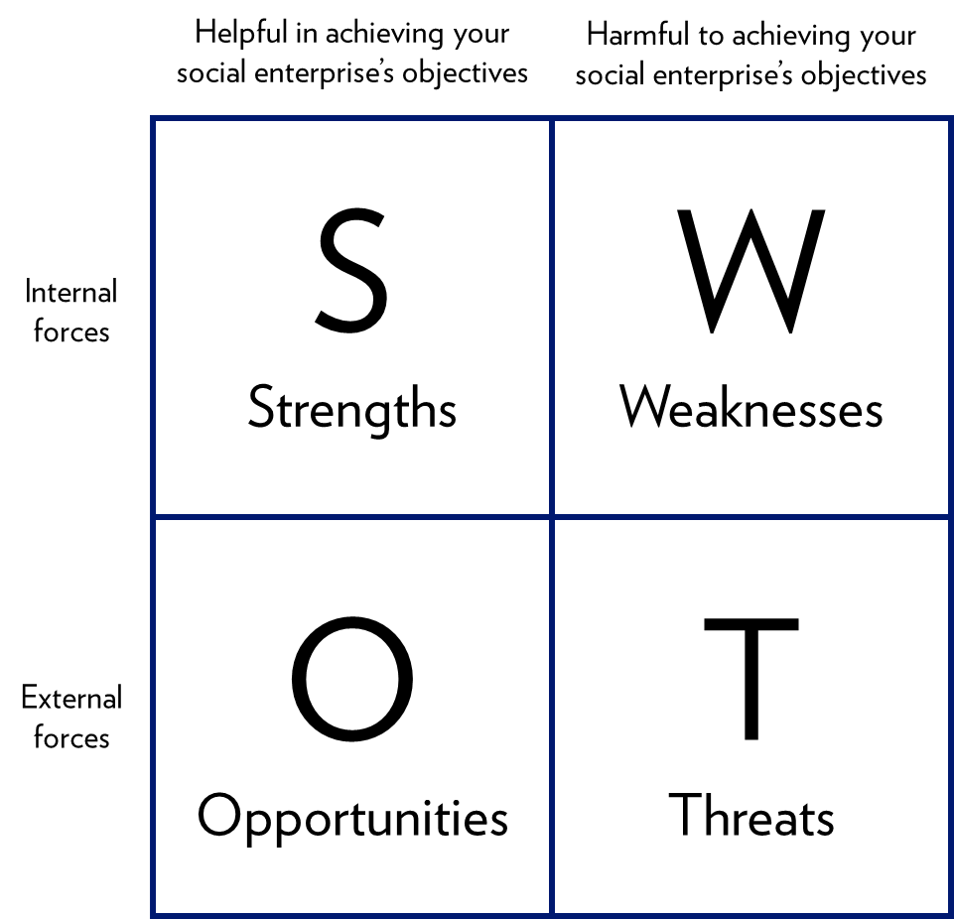 Helpful in achieving your
social enterprise's objectives
Harmful to achieving your
social enterprise's objectives
Internal
forces
S
Strengths
W
Weaknesses
External
forces
O
Opportunities
T
Threats